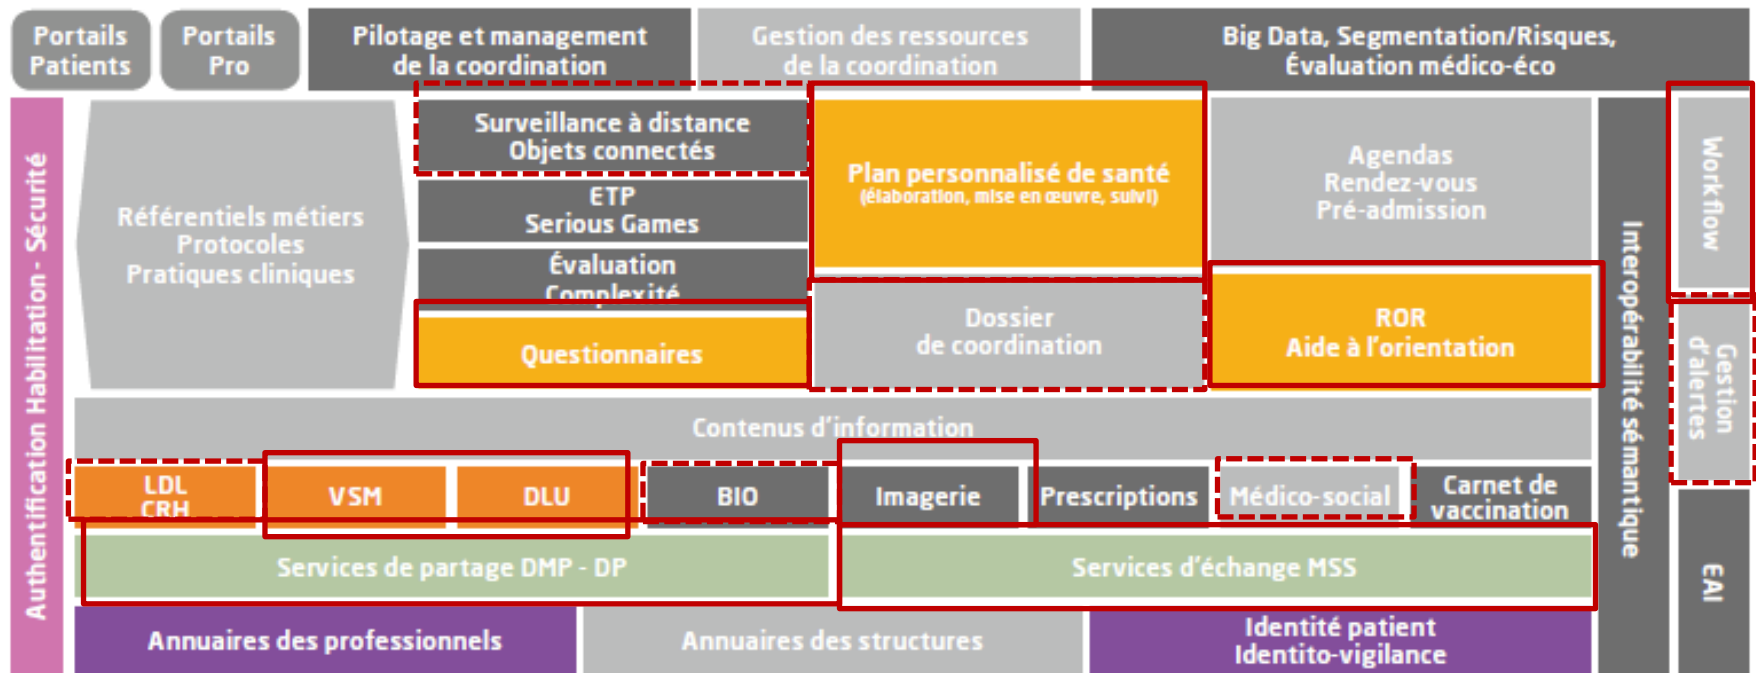 Portails
Patients
Portails
Pro
Pilotage et management
de la coordination
Gestion des ressources
de la coordination
Big Data, Segmentation/Risques,
Évaluation médico-éco
Authentification Habilitation - Sécurité
Référentiels métiers
Protocoles
Pratiques cliniques
Surveillance à distance
Objets connectés
ETP
Serious Games
Évaluation
Complexité
Questionnaires
Plan personnalisé de santé
(élaboration, mise en œuvre, suivi)
Dossier
de coordination
Agendas
Rendez-vous
Pré-admission
ROR
Aide à l'orientation
Interopérabilité sémantique
Workflow
Gestion
d'alertes
EAI
Contenus d'information
LDL
CRH
VSM
DLU
BIO
Imagerie
Prescriptions
Médico-social
Carnet de
vaccination
Services de partage DMP - DP
Services d'échange MSS
Annuaires des professionnels
Annuaires des structures
Identité patient
Identito-vigilance